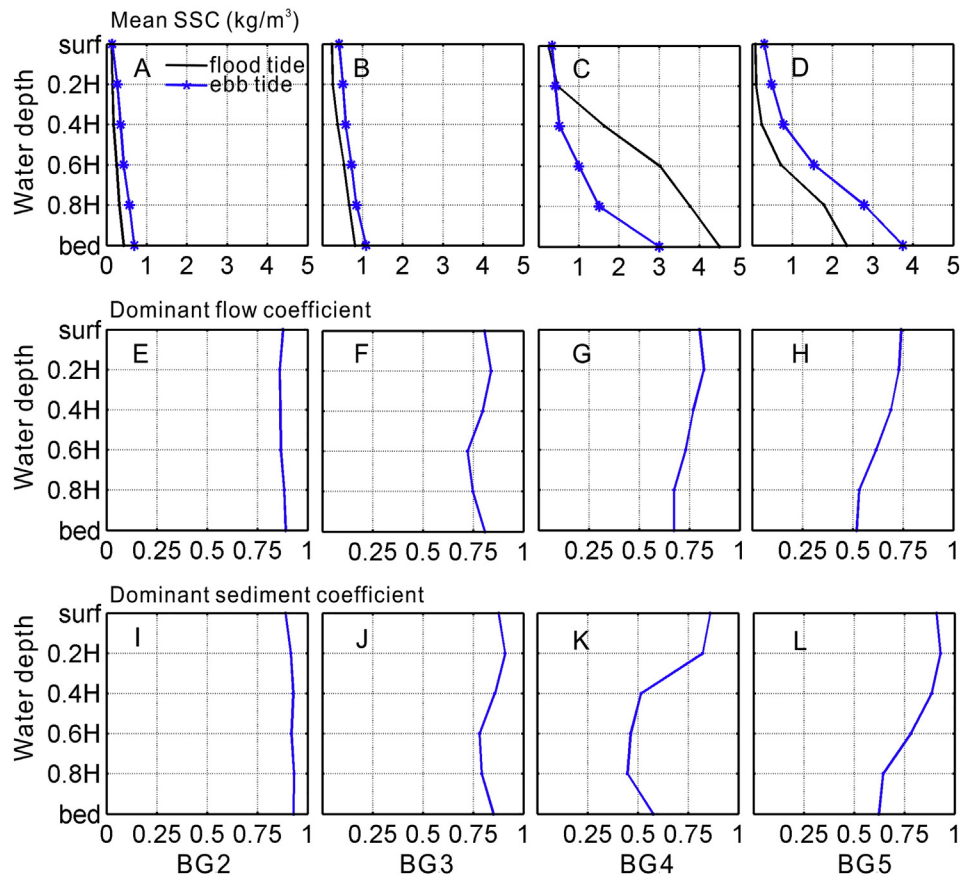 Mean SSC (kg/m³)
surf
0.2H
0.4H
0.6H
0.8H
bed
Water depth
A
flood tide
ebb tide
B
C
D
0 1 2 3 4 5
0 1 2 3 4 5
0 1 2 3 4 5
0 1 2 3 4 5
Dominant flow coefficient
surf
0.2H
0.4H
0.6H
0.8H
bed
Water depth
E
F
G
H
0 0.25 0.5 0.75 1
0.25 0.5 0.75 1
0.25 0.5 0.75 1
0.25 0.5 0.75 1
Dominant sediment coefficient
surf
0.2H
0.4H
0.6H
0.8H
bed
Water depth
I
J
K
L
0 0.25 0.5 0.75 1
0.25 0.5 0.75 1
0.25 0.5 0.75 1
0.25 0.5 0.75 1
BG2
BG3
BG4
BG5